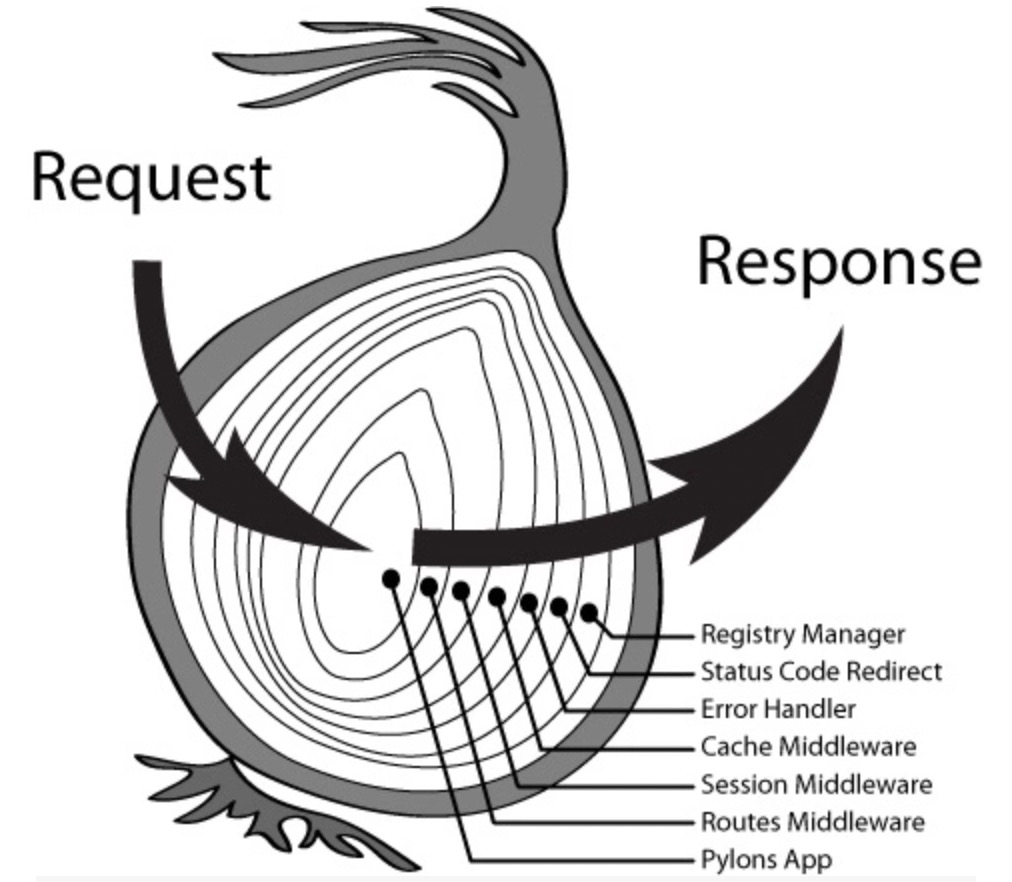 Request
Response
Registry Manager
Status Code Redirect
Error Handler
Cache Middleware
Session Middleware
Routes Middleware
Pylons App